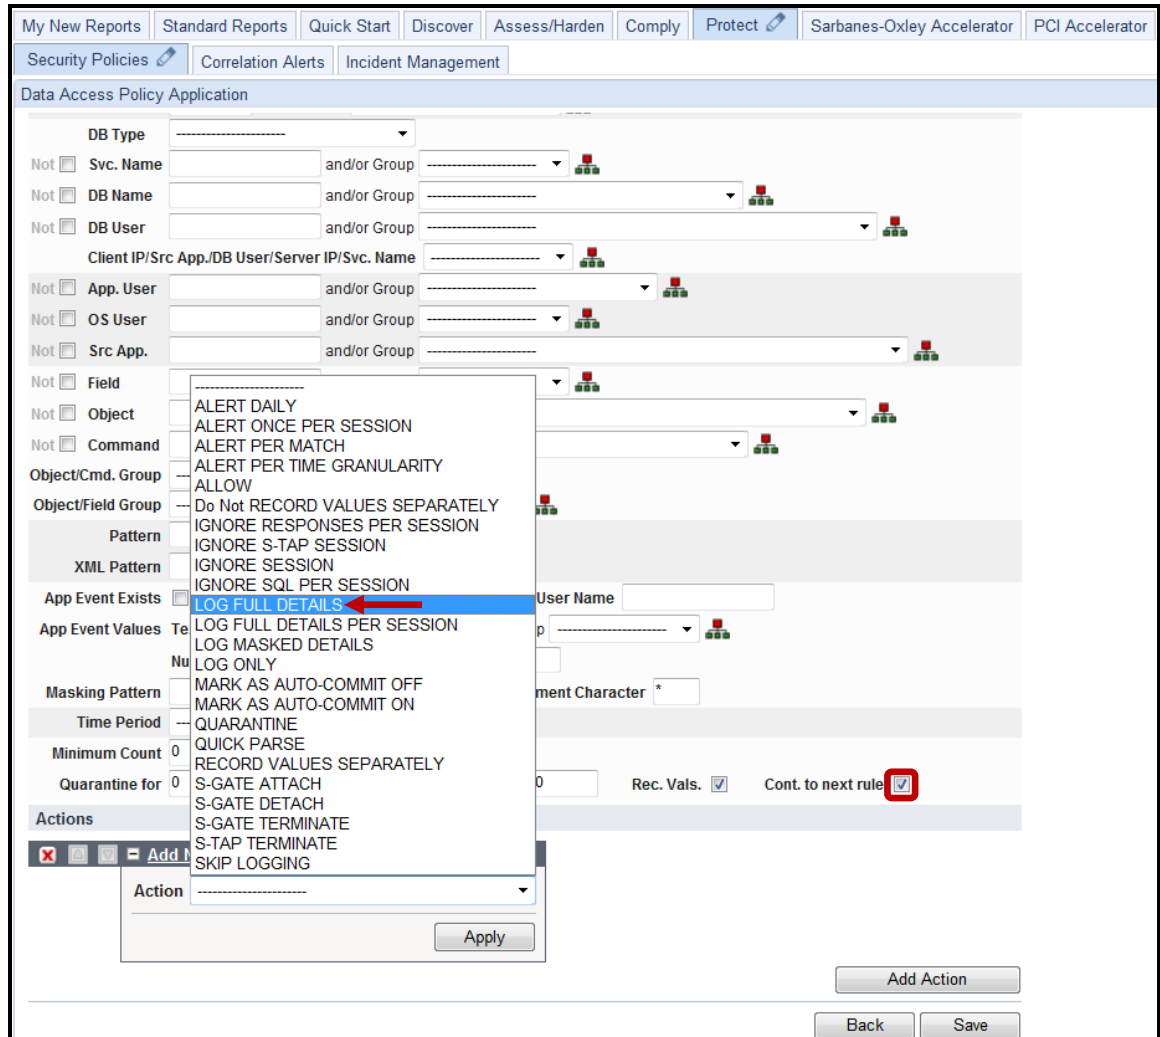 My New Reports Standard Reports Quick Start Discover Assess/Harden Comply Protect Sarbanes-Oxley Accelerator PCI Accelerator
Security Policies Correlation Alerts Incident Management
Data Access Policy Application
DB Type ----------------------
Not Svc. Name and/or Group ----------------------
Not DB Name and/or Group ----------------------
Not DB User and/or Group ----------------------
Client IP/Src App./DB User/Server IP/Svc. Name ----------------------
Not App. User and/or Group ----------------------
Not OS User and/or Group ----------------------
Not Src App. and/or Group ----------------------
Not Field
Not Object
Not Command
Object/Cmd. Group ---
Object/Field Group ---
Pattern
XML Pattern
App Event Exists User Name
App Event Values Te p ----------------------
Nu
Masking Pattern ment Character *
Time Period ---
Minimum Count 0
Quarantine for 0 0 Rec. Vals. Cont. to next rule
----------------------
ALERT DAILY
ALERT ONCE PER SESSION
ALERT PER MATCH
ALERT PER TIME GRANULARITY
ALLOW
Do Not RECORD VALUES SEPARATELY
IGNORE RESPONSES PER SESSION
IGNORE S-TAP SESSION
IGNORE SESSION
IGNORE SQL PER SESSION
LOG FULL DETAILS
LOG FULL DETAILS PER SESSION
LOG MASKED DETAILS
LOG ONLY
MARK AS AUTO-COMMIT OFF
MARK AS AUTO-COMMIT ON
QUARANTINE
QUICK PARSE
RECORD VALUES SEPARATELY
S-GATE ATTACH
S-GATE DETACH
S-GATE TERMINATE
S-TAP TERMINATE
SKIP LOGGING
Actions
Add N
Action ----------------------
Apply
Add Action
Back Save